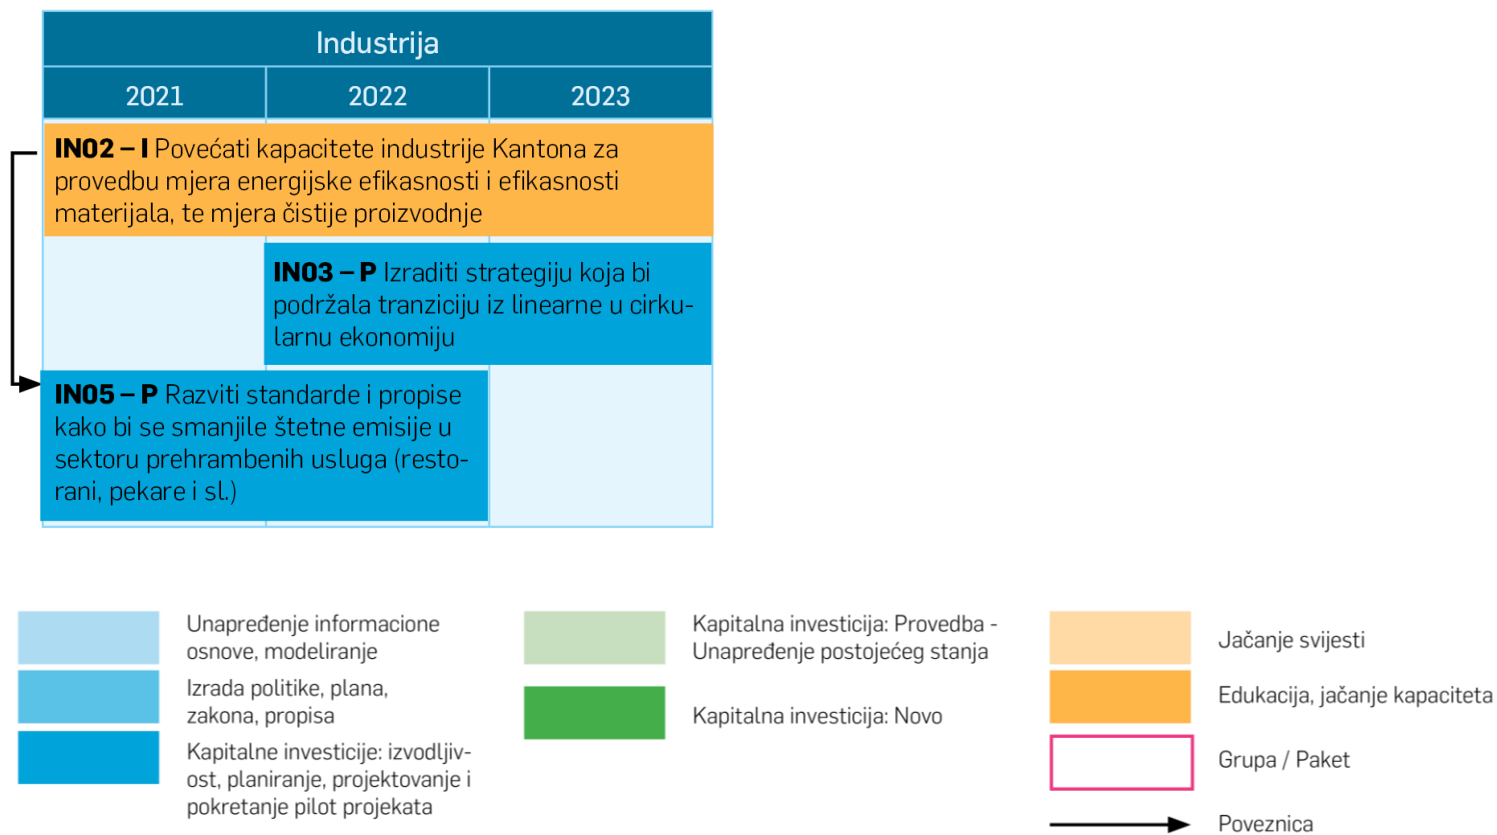 Industrija
2021 2022 2023
IN02 – I Povećati kapacitete industrije Kantona za
provedbu mjera energijske efikasnosti i efikasnosti
materijala, te mjera čistije proizvodnje
IN03 – P Izraditi strategiju koja bi
podržala tranziciju iz linearne u cirku-
larnu ekonomiju
IN05 – P Razviti standarde i propise
kako bi se smanjile štetne emisije u
sektoru prehrambenih usluga (resto-
rani, pekare i sl.)
Unapređenje informacione
osnove, modeliranje
Izrada politike, plana,
zakona, propisa
Kapitalne investicije: izvodljiv-
ost, planiranje, projektovanje i
pokretanje pilot projekata
Kapitalna investicija: Provedba -
Unapređenje postojećeg stanja
Kapitalna investicija: Novo
Jačanje svijesti
Edukacija, jačanje kapaciteta
Grupa / Paket
Poveznica